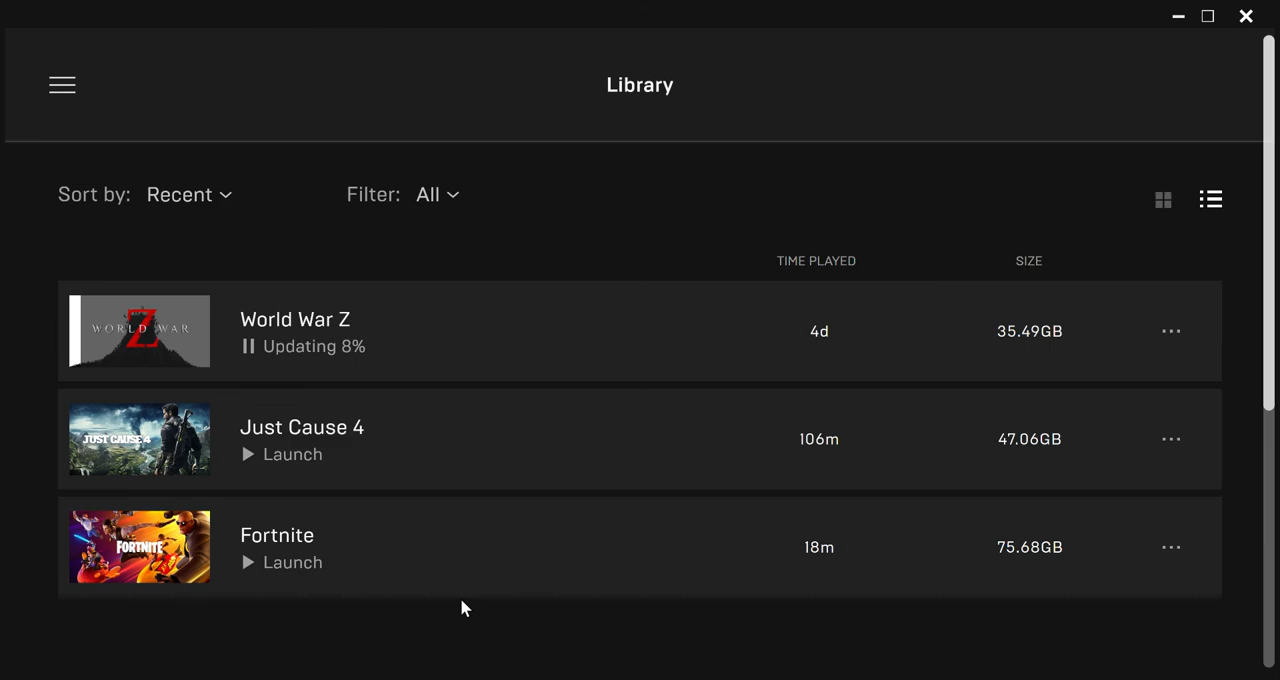 Library
Sort by: Recent
Filter: All
TIME PLAYED
SIZE
WORLD WAR Z
World War Z
Updating 8%
4d
35.49GB
JUST CAUSE 4
Just Cause 4
Launch
106m
47.06GB
FORTNITE
Fortnite
Launch
18m
75.68GB